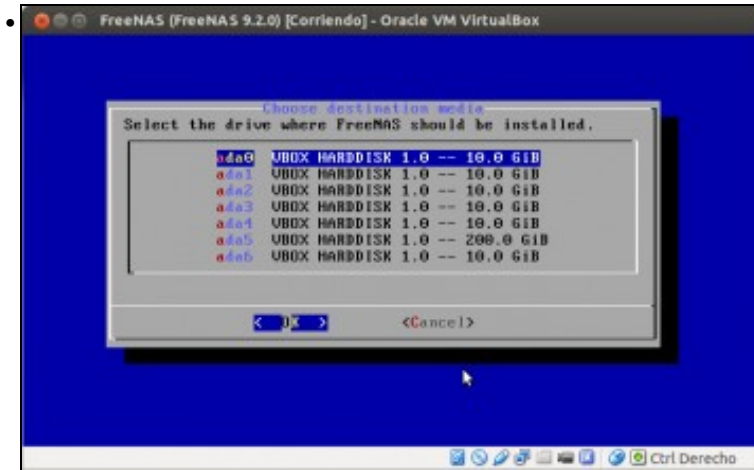 FreeNAS (FreeNAS 9.2.0) [Corriendo] - Oracle VM VirtualBox
Choose destination media
Select the drive where FreeNAS should be installed.
ada0 VBOX HARDDISK 1.0 -- 10.0 GiB
ada1 VBOX HARDDISK 1.0 -- 10.0 GiB
ada2 VBOX HARDDISK 1.0 -- 10.0 GiB
ada3 VBOX HARDDISK 1.0 -- 10.0 GiB
ada4 VBOX HARDDISK 1.0 -- 10.0 GiB
ada5 VBOX HARDDISK 1.0 -- 200.0 GiB
ada6 VBOX HARDDISK 1.0 -- 10.0 GiB
< OK > <Cancel>
Ctrl Derecho